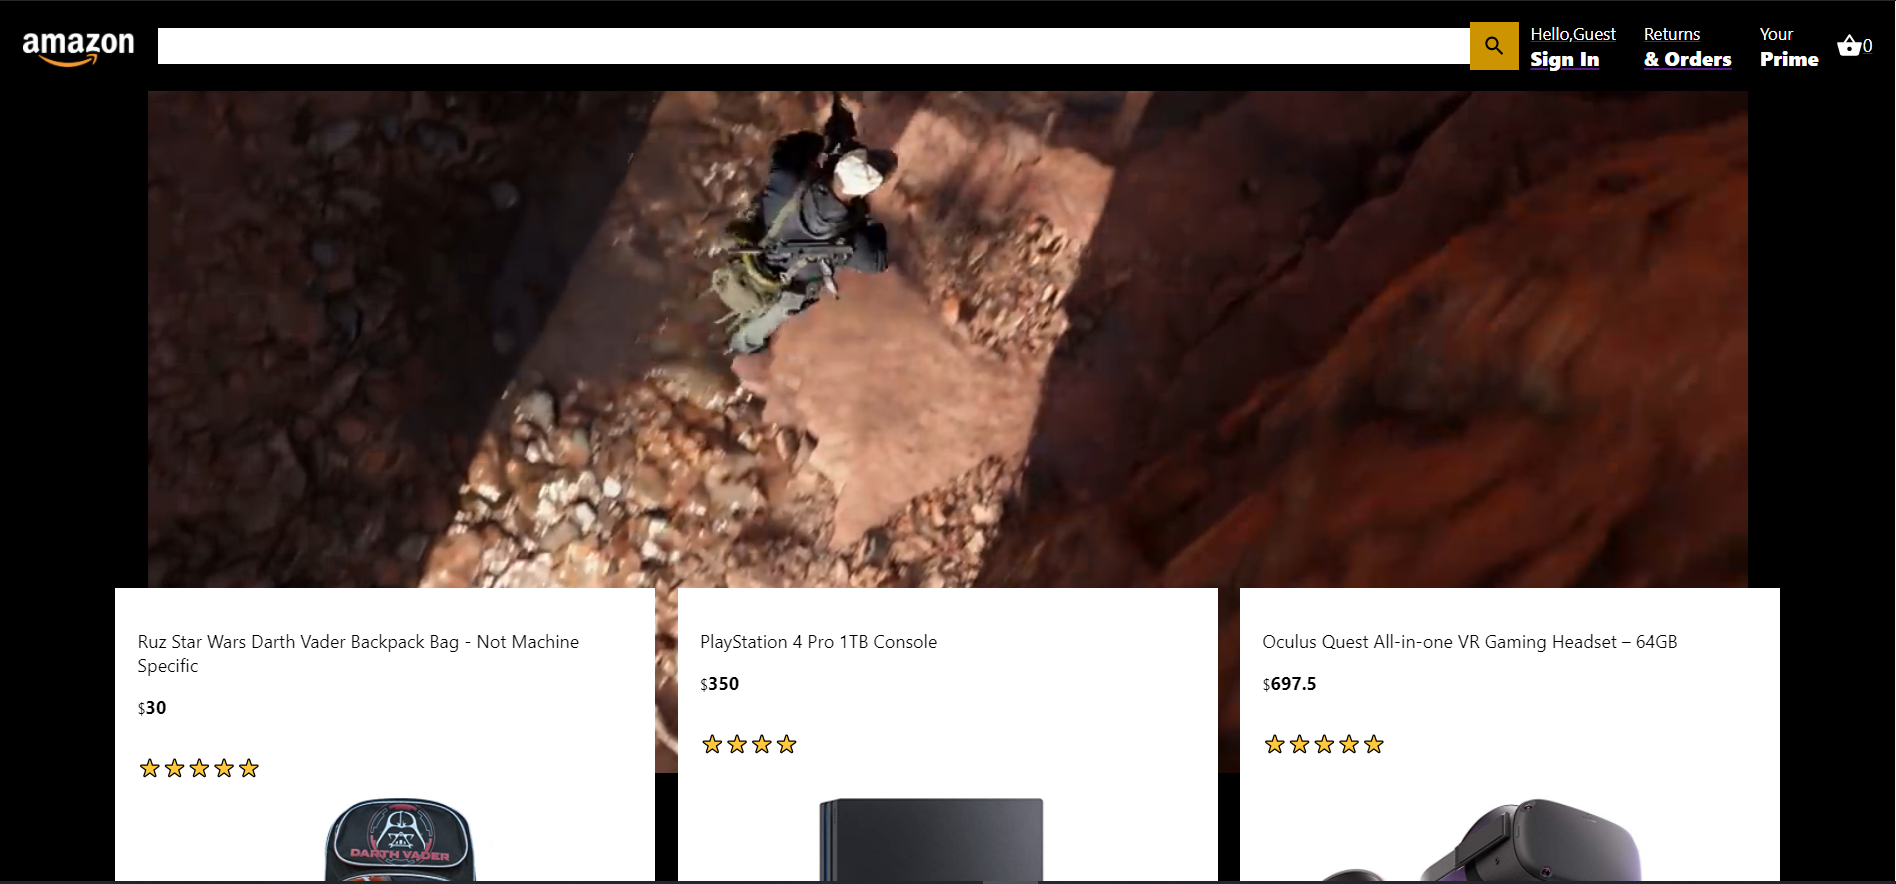 amazon
Hello,Guest
Sign In
Returns
& Orders
Your
Prime
0
Ruz Star Wars Darth Vader Backpack Bag - Not Machine
Specific
$30
DARTH VADER
PlayStation 4 Pro 1TB Console
$350
Oculus Quest All-in-one VR Gaming Headset – 64GB
$697.5